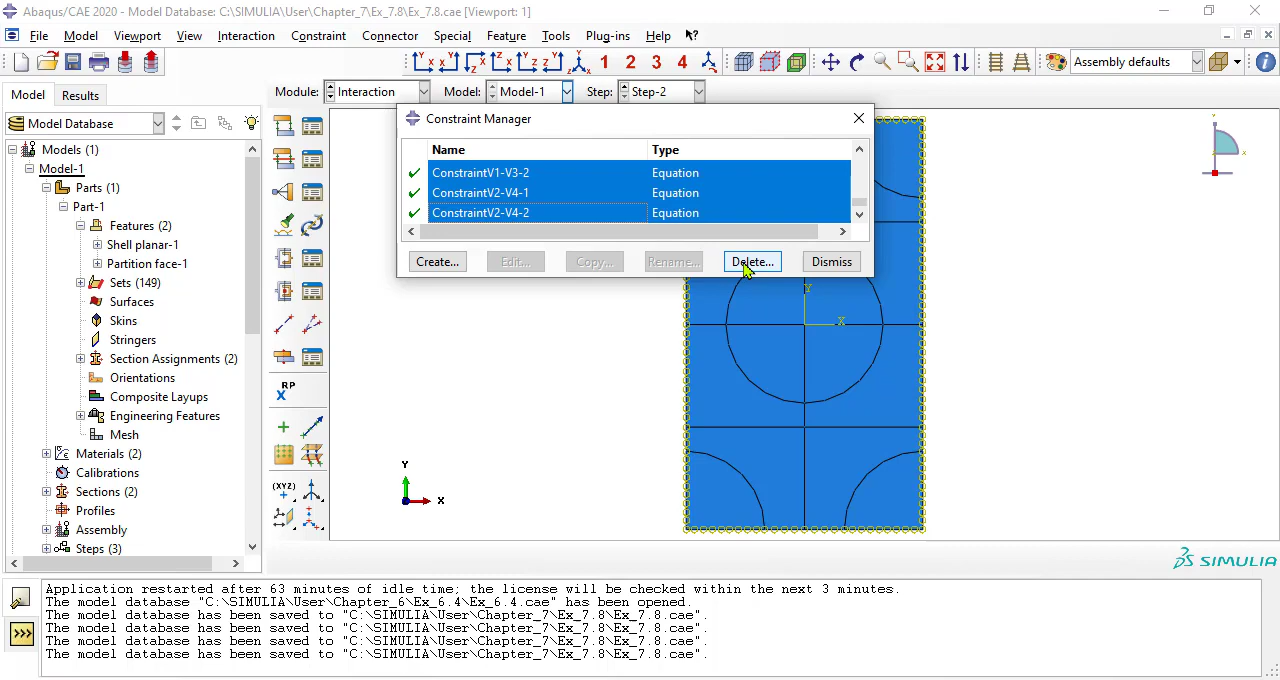 Abaqus/CAE 2020 - Model Database: C:\SIMULIA\User\Chapter_7\Ex_7.8\Ex_7.8.cae [Viewport: 1]
File Model Viewport View Interaction Constraint Connector Special Feature Tools Plug-ins Help
1 2 3 4 Assembly defaults
Model Results
Module: Interaction Model: Model-1 Step: Step-2
Model Database
Models (1)
Model-1
Parts (1)
Part-1
Features (2)
Shell planar-1
Partition face-1
Sets (149)
Surfaces
Skins
Stringers
Section Assignments (2)
Orientations
Composite Layups
Engineering Features
Mesh
Materials (2)
Calibrations
Sections (2)
Profiles
Assembly
Steps (3)
RP
(XYZ)
Constraint Manager
Name Type
ConstraintV1-V3-2 Equation
ConstraintV2-V4-1 Equation
ConstraintV2-V4-2 Equation
Create... Edit... Copy... Rename... Delete... Dismiss
Y
X
Y
X
SIMULIA
Application restarted after 63 minutes of idle time; the license will be checked within the next 3 minutes.
The model database "C:\SIMULIA\User\Chapter_6\Ex_6.4\Ex_6.4.cae" has been opened.
The model database has been saved to "C:\SIMULIA\User\Chapter_7\Ex_7.8\Ex_7.8.cae".
The model database has been saved to "C:\SIMULIA\User\Chapter_7\Ex_7.8\Ex_7.8.cae".
The model database has been saved to "C:\SIMULIA\User\Chapter_7\Ex_7.8\Ex_7.8.cae".
The model database has been saved to "C:\SIMULIA\User\Chapter_7\Ex_7.8\Ex_7.8.cae".